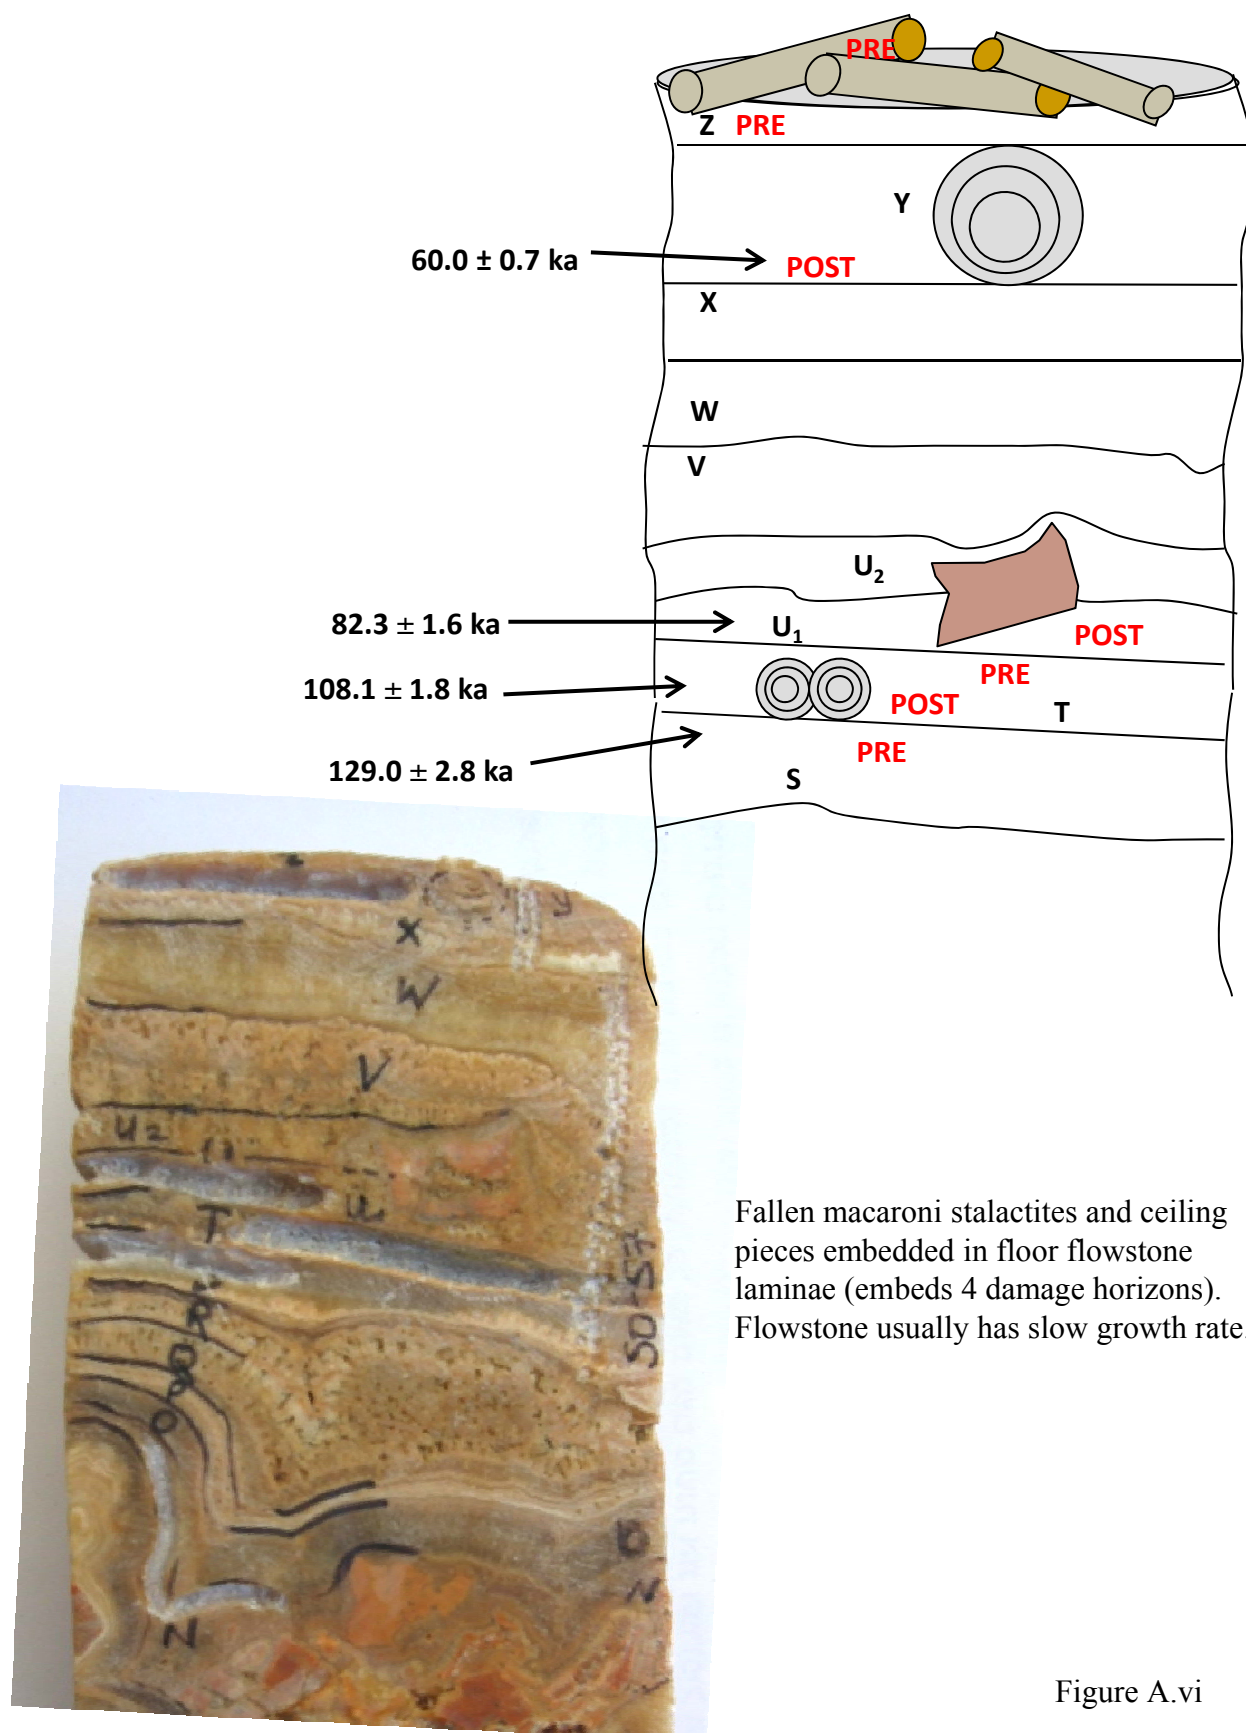 PRE
Z PRE
Y
60.0 ± 0.7 ka
POST
X
W
V
U2
82.3 ± 1.6 ka
U1
POST
PRE
108.1 ± 1.8 ka
POST
T
129.0 ± 2.8 ka
PRE
S
y
X
W
V
U2
T
u
R
O
N
N
50-57
Fallen macaroni stalactites and ceiling
pieces embedded in floor flowstone
laminae (embeds 4 damage horizons).
Flowstone usually has slow growth rate.
Figure A.vi